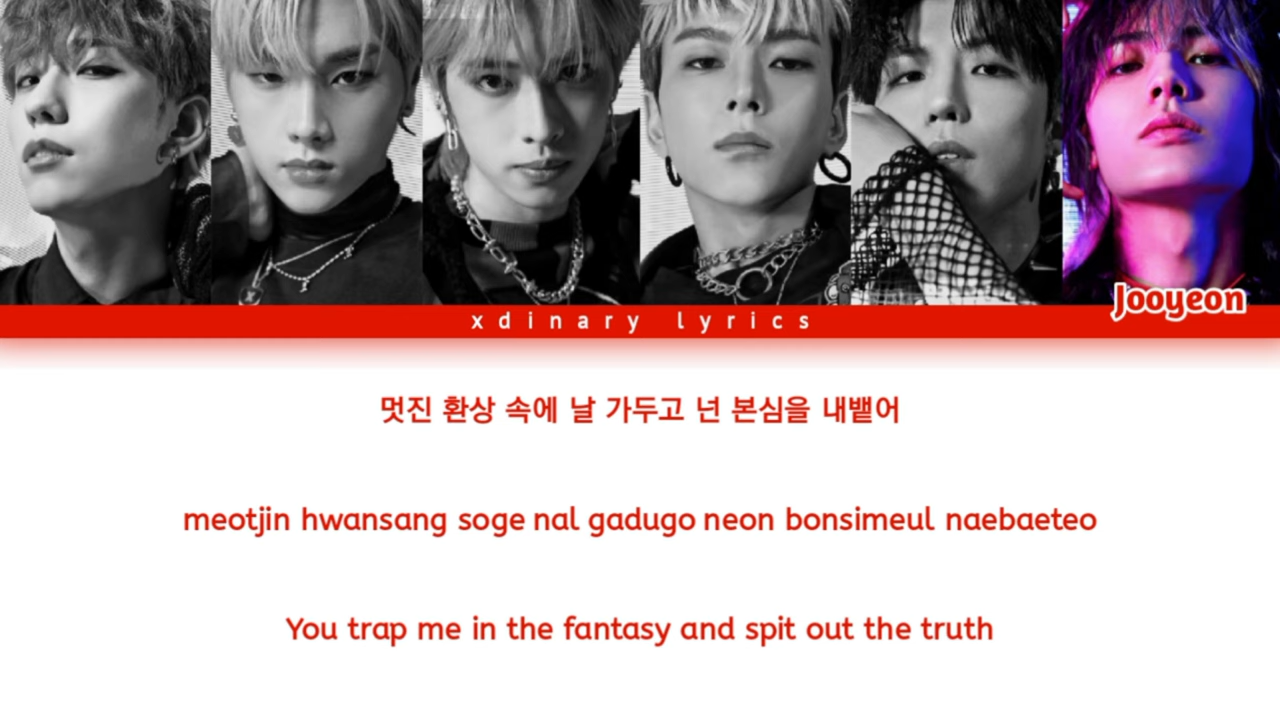 Jooyeon
xdinary lyrics
멋진 환상 속에 날 가두고 넌 본심을 내뱉어
meotjin hwansang soge nal gadugo neon bonsimeul naebaeteo
You trap me in the fantasy and spit out the truth